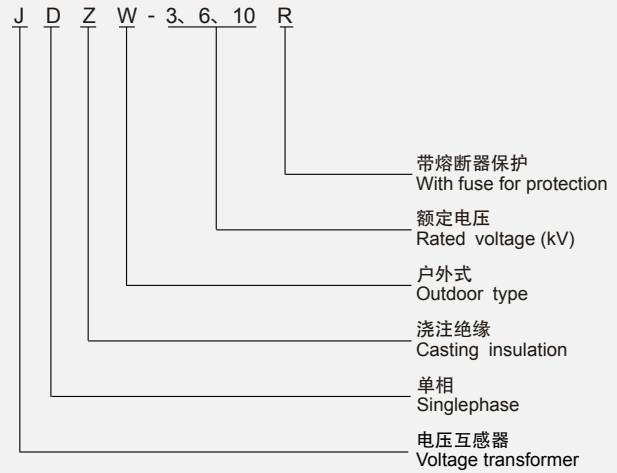 J D Z W - 3、6、10 R
带熔断器保护
With fuse for protection
额定电压
Rated voltage (kV)
户外式
Outdoor type
浇注绝缘
Casting insulation
单相
Singlephase
电压互感器
Voltage transformer